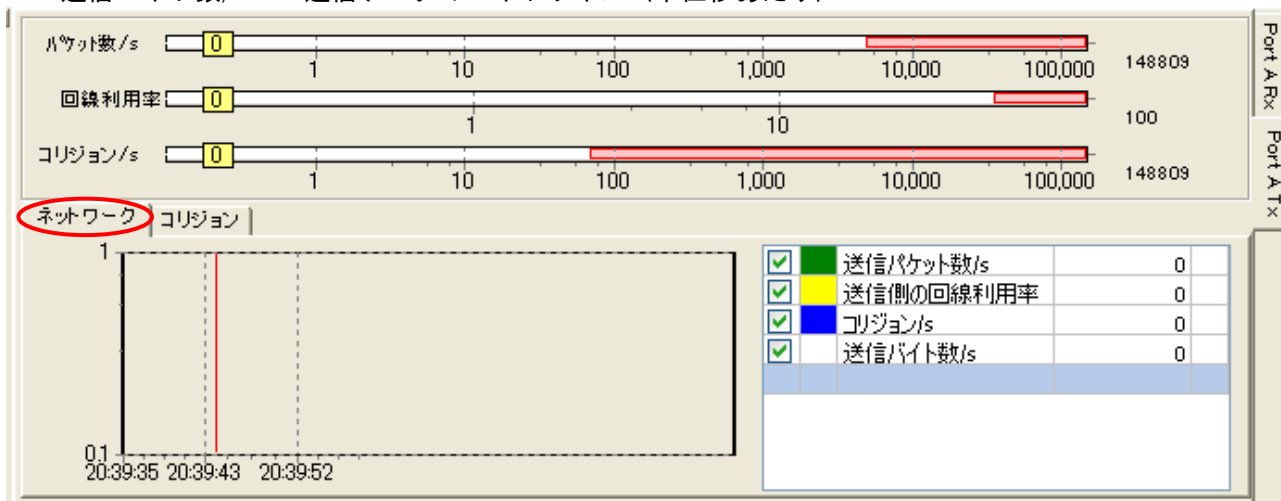 パケット数/s 0 1 10 100 1,000 10,000 100,000 148809
回線利用率 0 1 10 100
コリジョン/s 0 1 10 100 1,000 10,000 100,000 148809
Port A Rx
Port A Tx
ネットワーク コリジョン
1
0.1
20:39:35 20:39:43 20:39:52
送信パケット数/s 0
送信側の回線利用率 0
コリジョン/s 0
送信バイト数/s 0